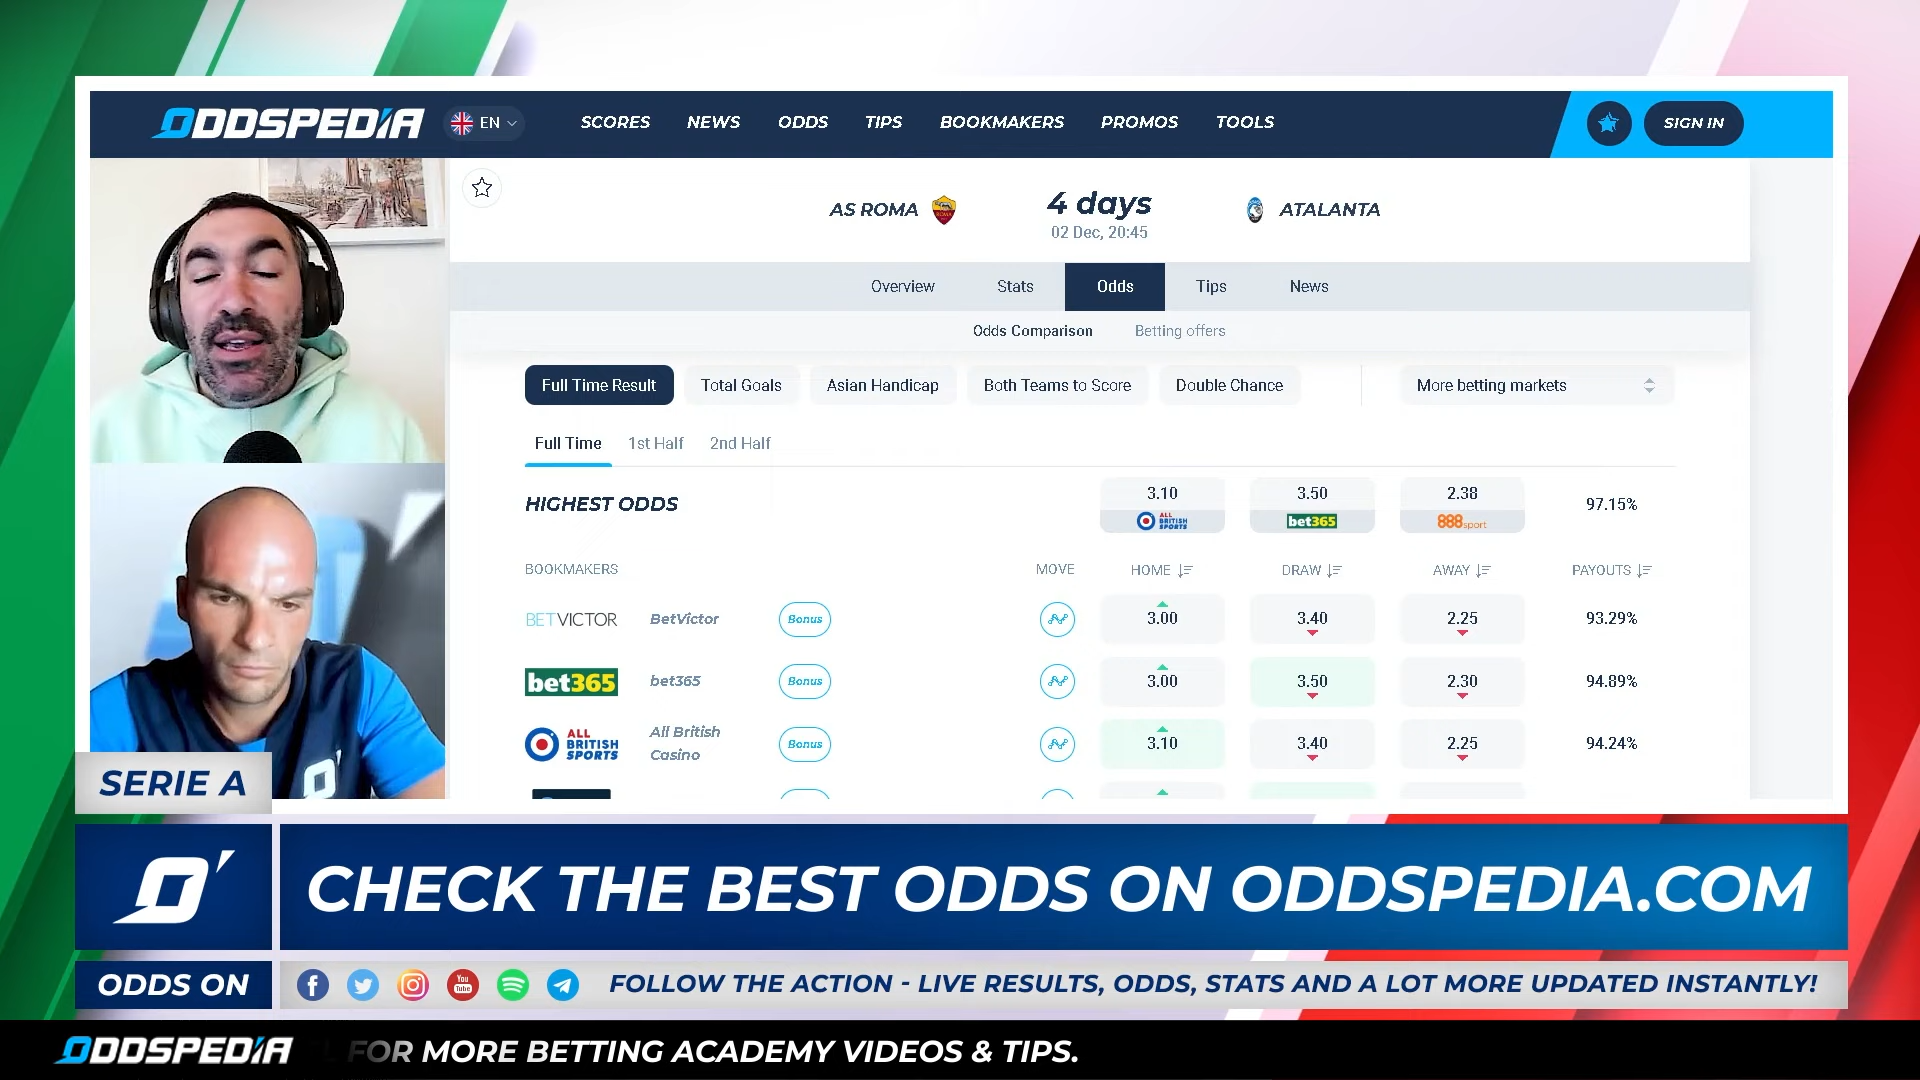 ODDSPEDIA
EN
SCORES NEWS ODDS TIPS BOOKMAKERS PROMOS TOOLS
SIGN IN
AS ROMA 4 days ATALANTA
02 Dec, 20:45
Overview Stats Odds Tips News
Odds Comparison Betting offers
Full Time Result Total Goals Asian Handicap Both Teams to Score Double Chance More betting markets
Full Time 1st Half 2nd Half
HIGHEST ODDS 3.10 3.50 2.38 97.15%
ALL BRITISH SPORTS bet365 888sport
BOOKMAKERS MOVE HOME DRAW AWAY PAYOUTS
BETVICTOR BetVictor Bonus 3.00 3.40 2.25 93.29%
bet365 bet365 Bonus 3.00 3.50 2.30 94.89%
ALL BRITISH SPORTS All British Casino Bonus 3.10 3.40 2.25 94.24%
SERIE A
CHECK THE BEST ODDS ON ODDSPEDIA.COM
ODDS ON
You Tube
FOLLOW THE ACTION - LIVE RESULTS, ODDS, STATS AND A LOT MORE UPDATED INSTANTLY!
ODDSPEDIA FOR MORE BETTING ACADEMY VIDEOS & TIPS.